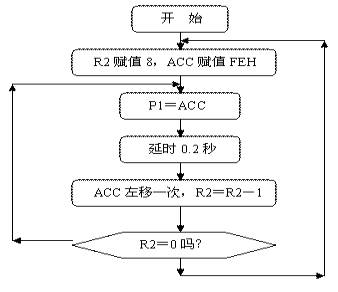 开 始
R2 赋值 8，ACC 赋值 FEH
P1＝ACC
延时 0.2 秒
ACC 左移一次，R2＝R2－1
R2＝0 吗?